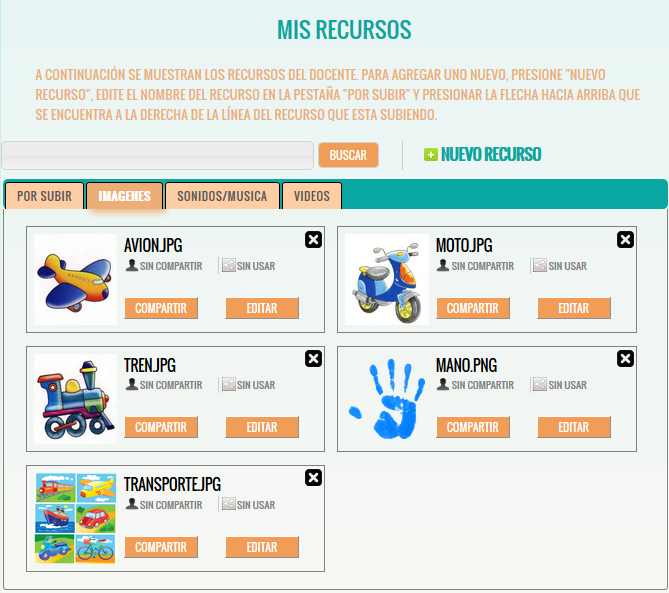 MIS RECURSOS
A CONTINUACIÓN SE MUESTRAN LOS RECURSOS DEL DOCENTE. PARA AGREGAR UNO NUEVO, PRESIONE "NUEVO
RECURSO", EDITE EL NOMBRE DEL RECURSO EN LA PESTAÑA "POR SUBIR" Y PRESIONAR LA FLECHA HACIA ARRIBA QUE
SE ENCUENTRA A LA DERECHA DE LA LÍNEA DEL RECURSO QUE ESTA SUBIENDO.
BUSCAR
NUEVO RECURSO
POR SUBIR
IMAGENES
SONIDOS/MUSICA
VIDEOS
AVION.JPG
SIN COMPARTIR
SIN USAR
COMPARTIR
EDITAR
MOTO.JPG
SIN COMPARTIR
SIN USAR
COMPARTIR
EDITAR
TREN.JPG
SIN COMPARTIR
SIN USAR
COMPARTIR
EDITAR
MANO.PNG
SIN COMPARTIR
SIN USAR
COMPARTIR
EDITAR
TRANSPORTE.JPG
SIN COMPARTIR
SIN USAR
COMPARTIR
EDITAR